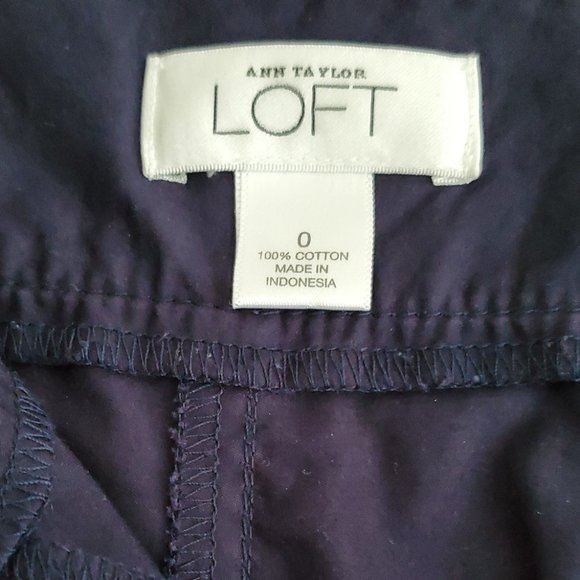 ANN TAYLOR
LOFT
0
100% COTTON
MADE IN
INDONESIA